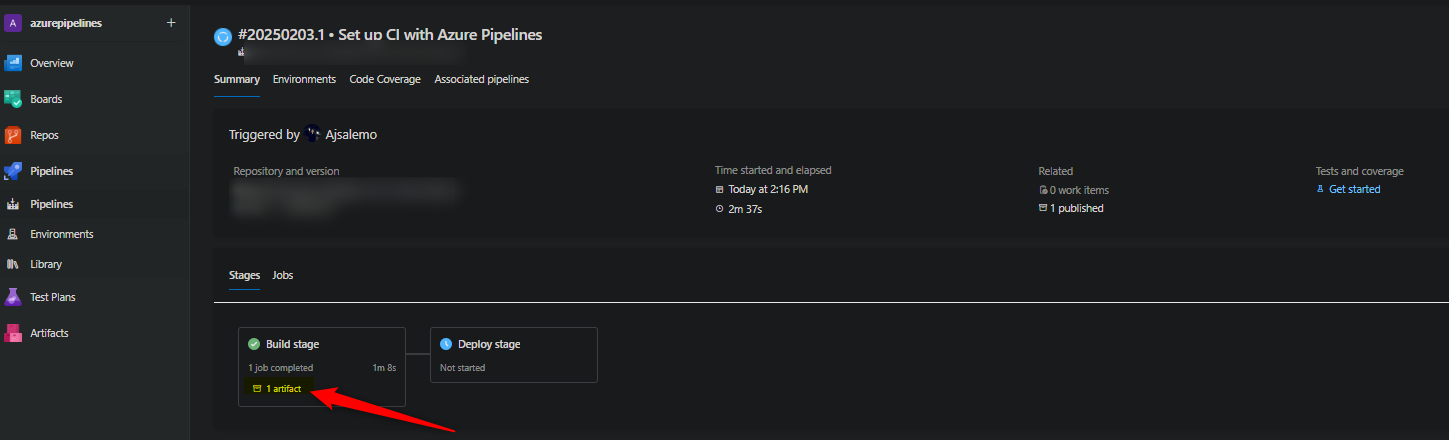 A azurepipelines +
Overview
Boards
Repos
Pipelines
Pipelines
Environments
Library
Test Plans
Artifacts
#20250203.1 • Set up CI with Azure Pipelines
Summary Environments Code Coverage Associated pipelines
Triggered by Ajsalemo
Repository and version
Time started and elapsed
Today at 2:16 PM
2m 37s
Related
0 work items
1 published
Tests and coverage
Get started
Stages Jobs
Build stage
1 job completed 1m 8s
1 artifact
Deploy stage
Not started